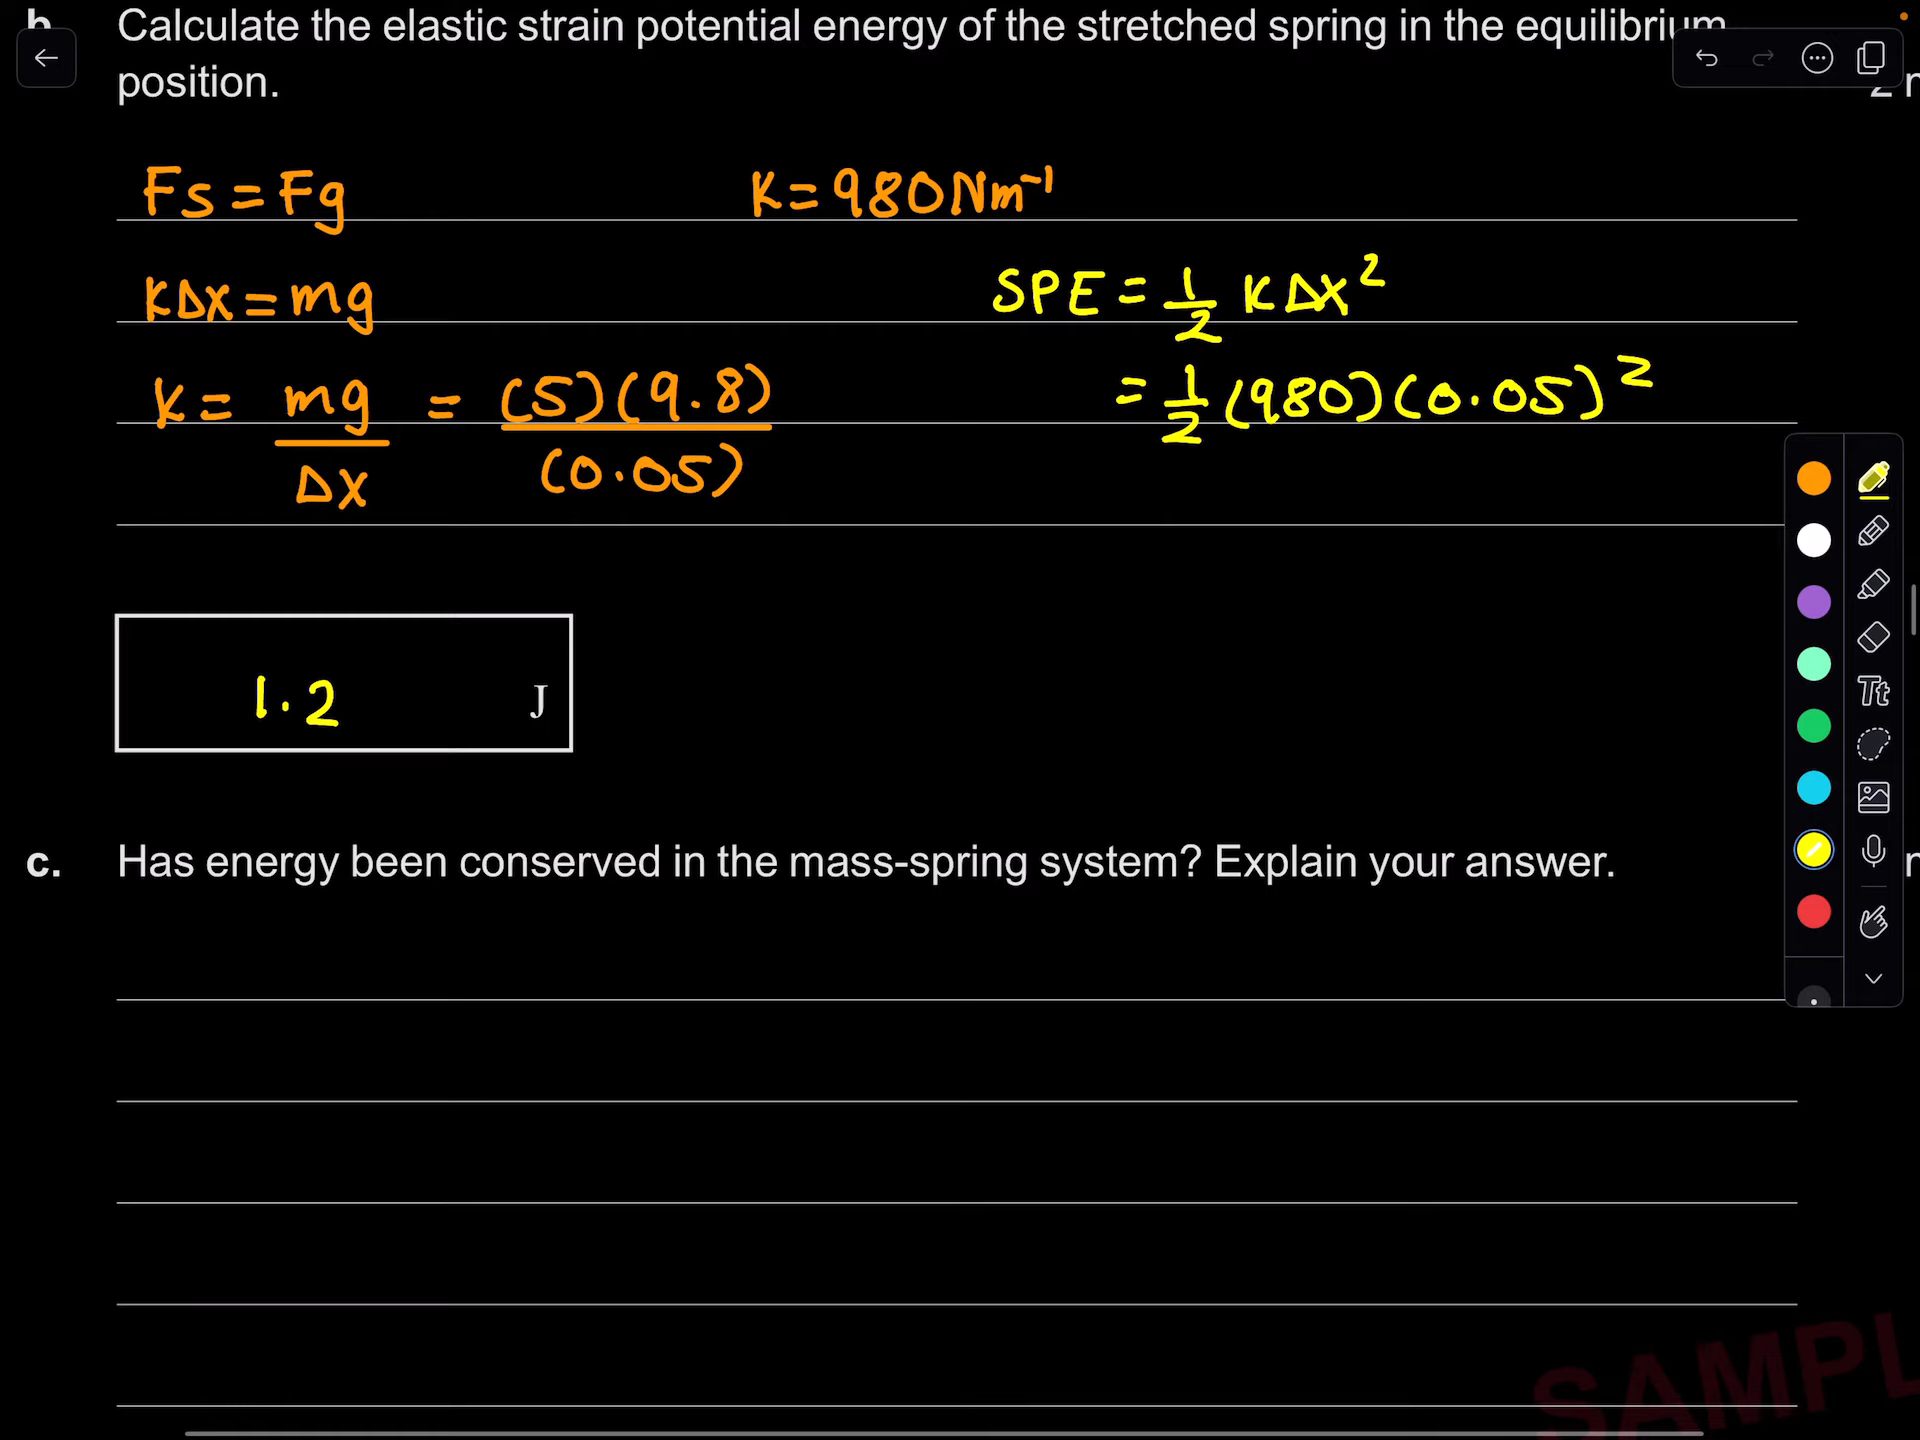 Calculate the elastic strain potential energy of the stretched spring in the equilibrium
position.
Fs = Fg
K = 980 Nm⁻¹
KΔx = mg
SPE = 1/2 KΔx²
K = mg/Δx = (5)(9.8)/(0.05)
= 1/2 (980)(0.05)²
1.2 J
c. Has energy been conserved in the mass-spring system? Explain your answer.
Tt